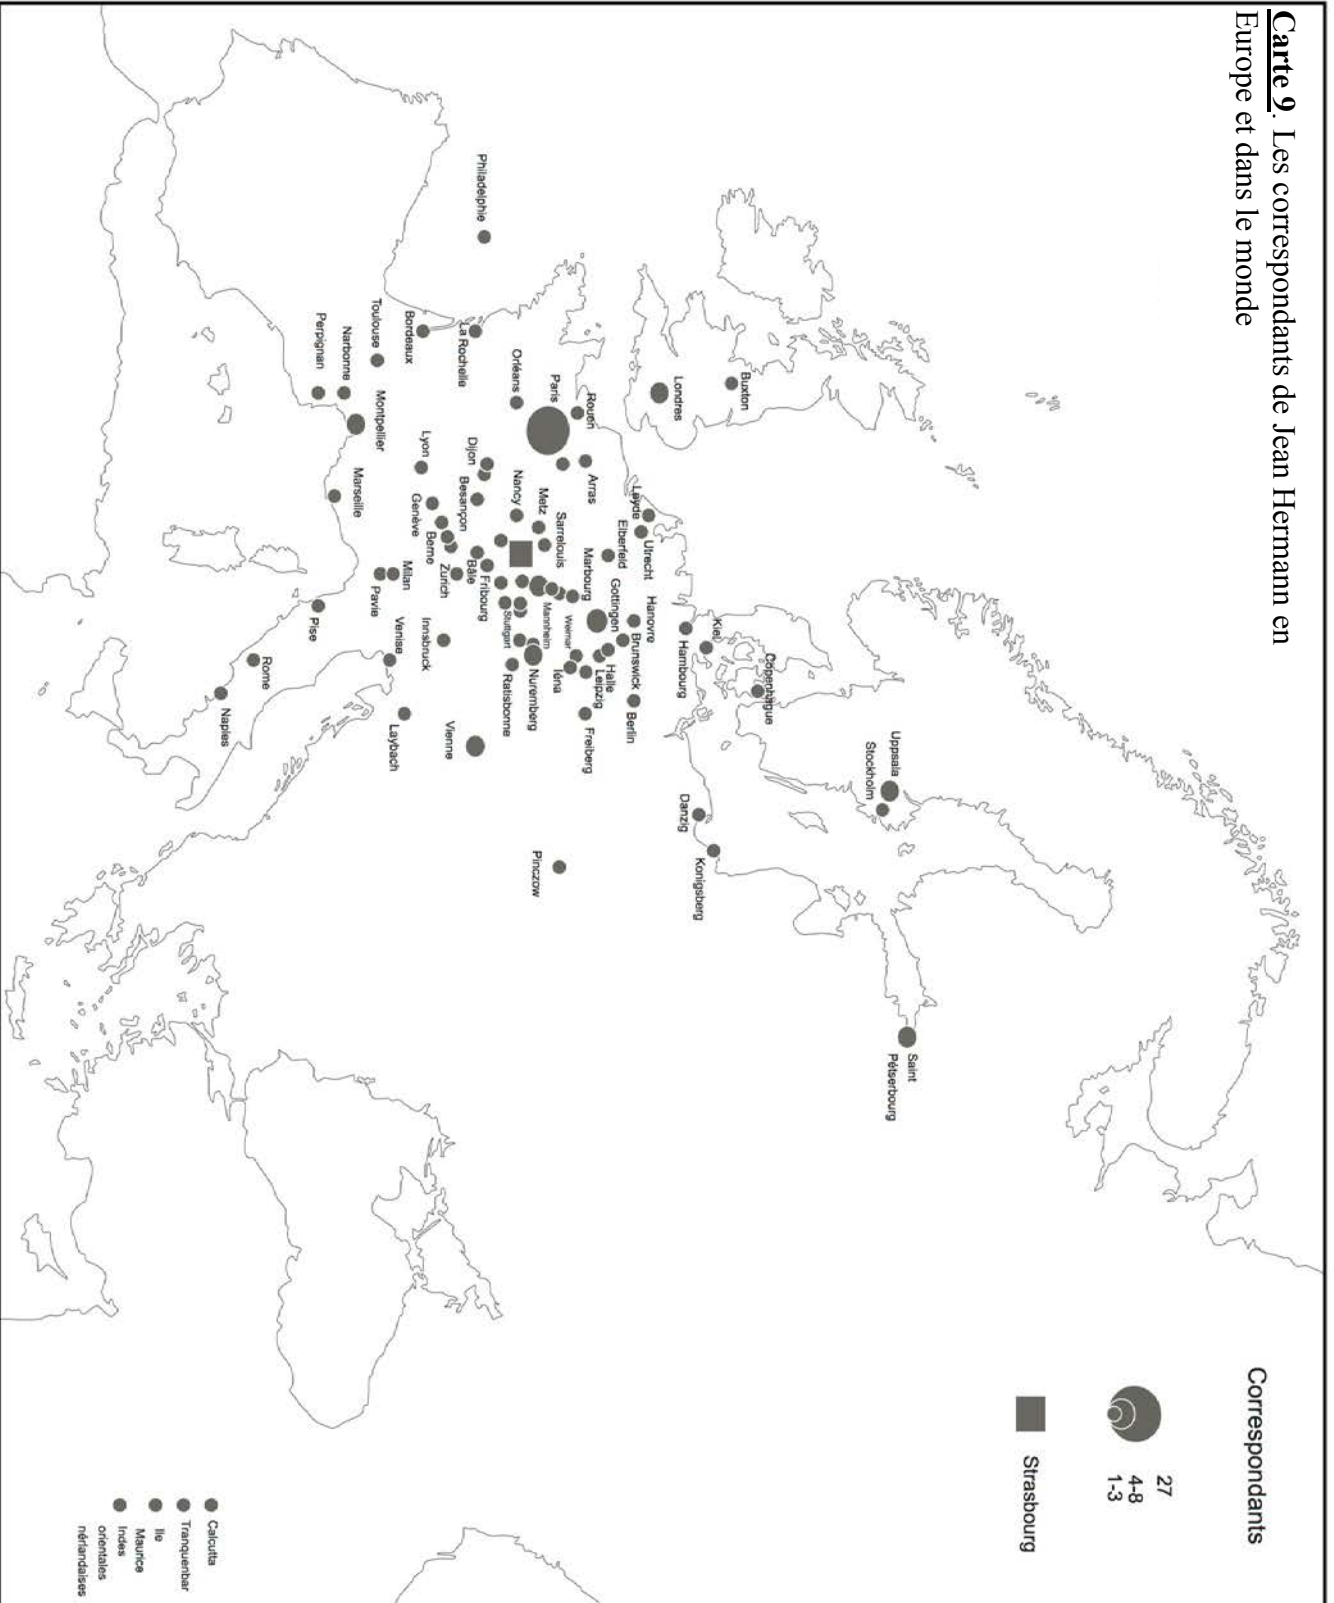 Carte 9. Les correspondants de Jean Hermann en
Europe et dans le monde
Correspondants
27
4-8
1-3
Strasbourg
Uppsala
Stockholm
Saint
Pétserbourg
Copenhague
Kiel
Hambourg
Danzig
Konigsberg
Buxton
Londres
Leyde
Utrecht
Elberfeld
Hanovre
Brunswick
Berlin
Gottingen
Halle
Leipzig
Freiberg
Marbourg
Weimar
Iéna
Pinczow
Rouen
Arras
Paris
Sarrelouis
Metz
Mannheim
Nuremberg
Orléans
Nancy
Stuttgart
Ratisbonne
Philadelphie
La Rochelle
Dijon
Besançon
Bâle
Fribourg
Zurich
Vienne
Bordeaux
Lyon
Genève
Berne
Innsbruck
Toulouse
Montpellier
Milan
Pavie
Venise
Laybach
Narbonne
Perpignan
Marseille
Pise
Rome
Naples
Calcutta
Tranquenbar
Ile
Maurice
Indes
orientales
nérlandaises